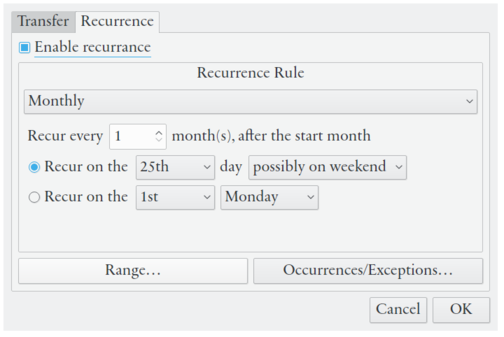 Transfer Recurrence
Enable recurrance
Recurrence Rule
Monthly
Recur every 1 month(s), after the start month
Recur on the 25th day possibly on weekend
Recur on the 1st Monday
Range... Occurrences/Exceptions...
Cancel OK